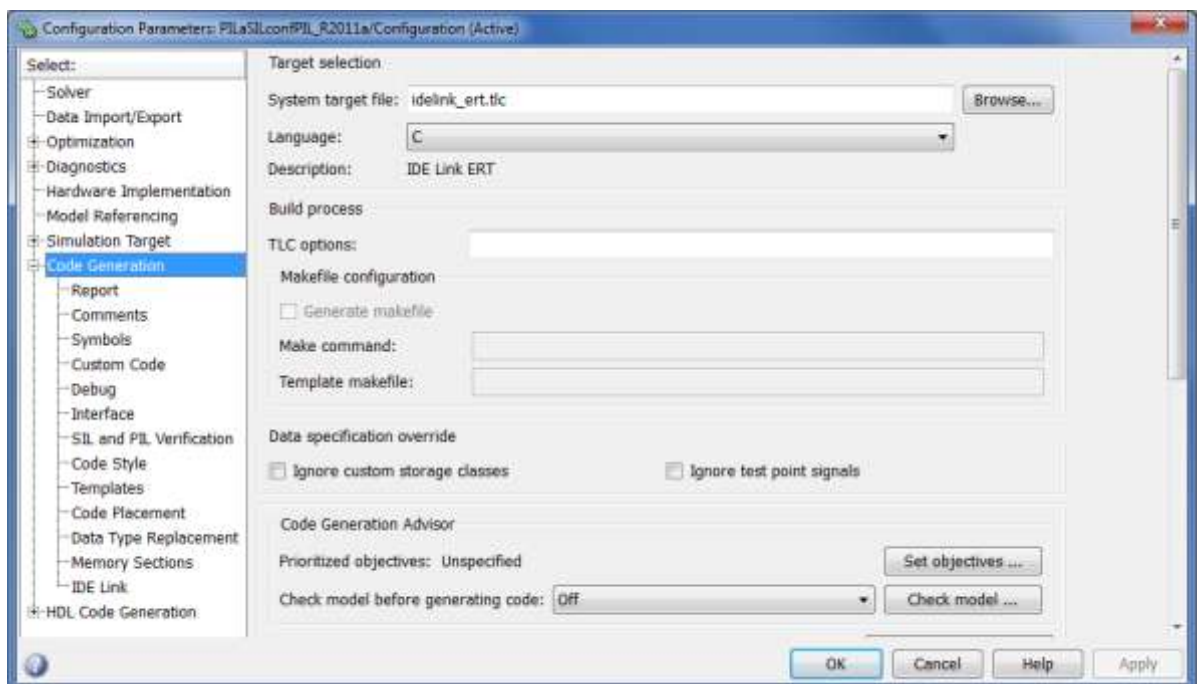 Configuration Parameters: PILaSILconfPIL_R2011a/Configuration (Active)
Select:
Solver
Data Import/Export
Optimization
Diagnostics
Hardware Implementation
Model Referencing
Simulation Target
Code Generation
Report
Comments
Symbols
Custom Code
Debug
Interface
SIL and PIL Verification
Code Style
Templates
Code Placement
Data Type Replacement
Memory Sections
IDE Link
HDL Code Generation
Target selection
System target file: idelink_ert.tlc Browse...
Language: C
Description: IDE Link ERT
Build process
TLC options:
Makefile configuration
Generate makefile
Make command:
Template makefile:
Data specification override
Ignore custom storage classes Ignore test point signals
Code Generation Advisor
Prioritized objectives: Unspecified Set objectives ...
Check model before generating code: Off Check model ...
OK Cancel Help Apply